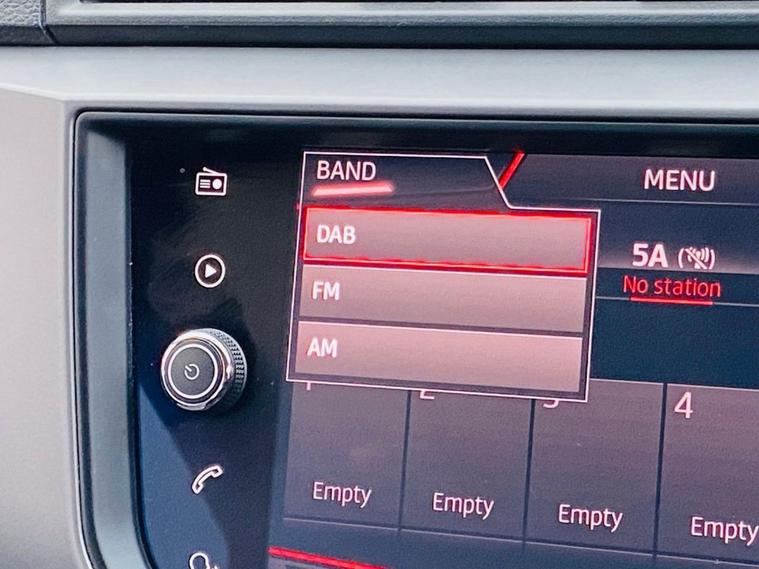 BAND
MENU
DAB
5A
No station
FM
AM
4
Empty
Empty
Empty
Empty